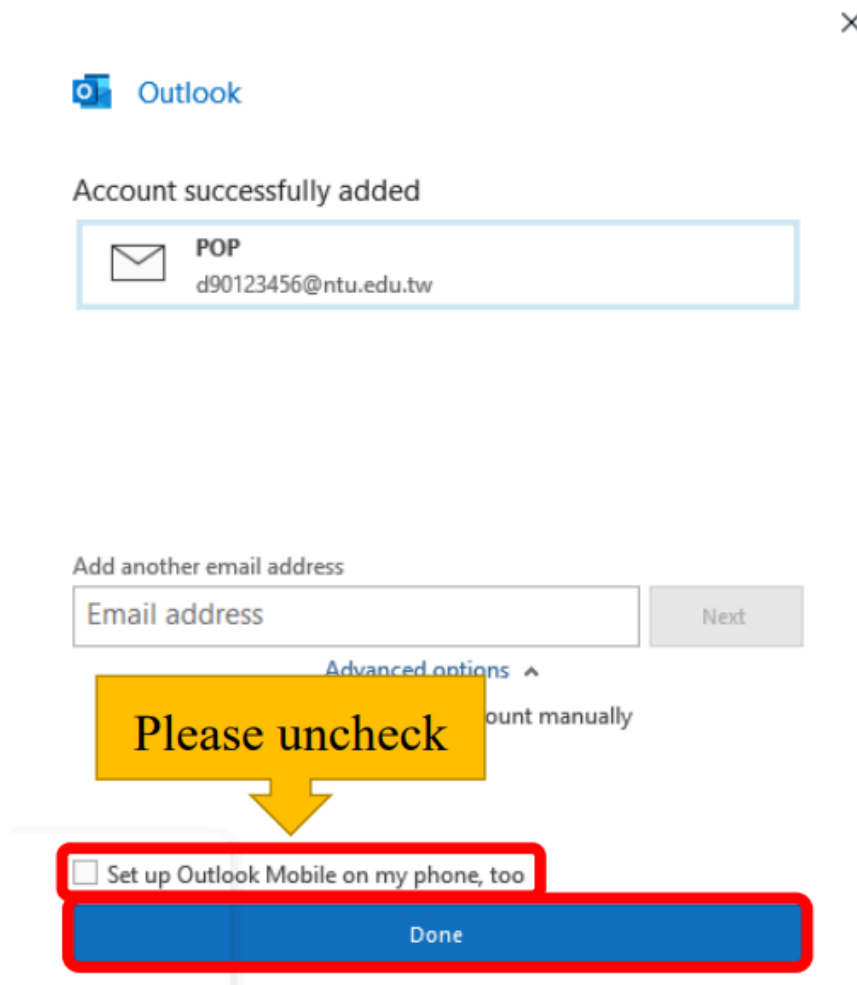 Outlook
Account successfully added
POP
d90123456@ntu.edu.tw
Add another email address
Email address
Next
Advanced options
ount manually
Please uncheck
Set up Outlook Mobile on my phone, too
Done